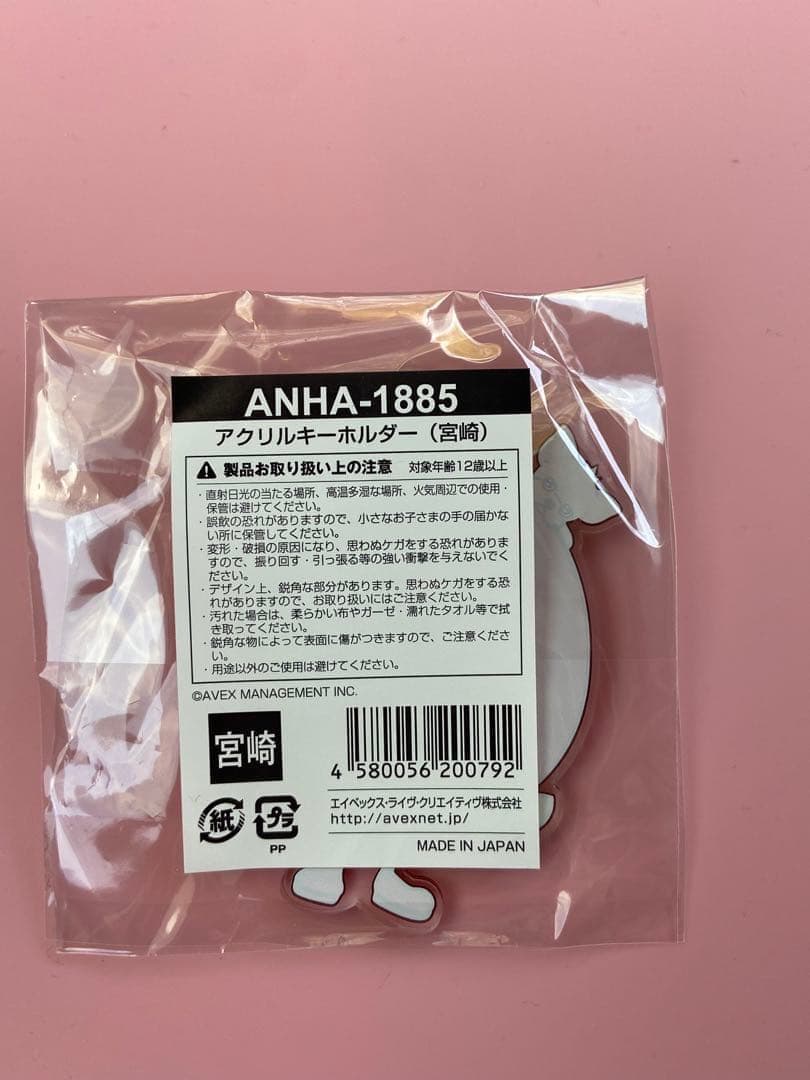 ANHA-1885
アクリルキーホルダー（宮崎）
⚠ 製品お取り扱い上の注意 対象年齢12歳以上
・直射日光の当たる場所、高温多湿な場所、火気周辺での使用・
保管は避けてください。
・誤飲の恐れがありますので、小さなお子さまの手の届かな
い所に保管してください。
・変形・破損の原因になり、思わぬケガをする恐れがありま
すので、振り回す・引っ張る等の強い衝撃を与えないでく
ださい。
・デザイン上、鋭角な部分があります。思わぬケガをする恐
れがありますので、お取り扱いにはご注意ください。
・汚れた場合は、柔らかい布やガーゼ・濡れたタオル等で拭
き取ってください。
・鋭角な物によって表面に傷がつきますので、ご注意くださ
い。
・用途以外のご使用は避けてください。
©AVEX MANAGEMENT INC.
宮崎
4 580056 200792
紙
プラ
PP
エイベックス・ライヴ・クリエイティヴ株式会社
http://avexnet.jp/
MADE IN JAPAN